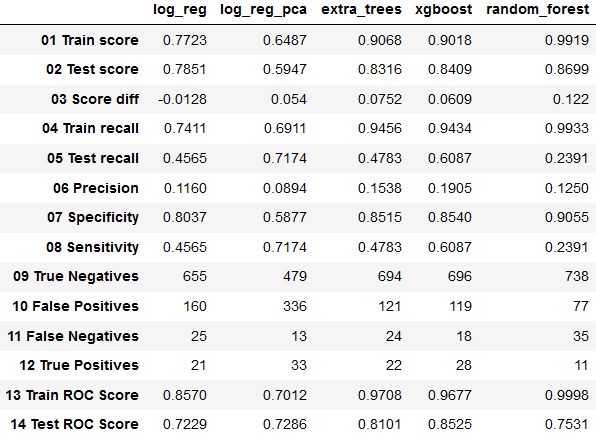 log_reg log_reg_pca extra_trees xgboost random_forest
01 Train score 0.7723 0.6487 0.9068 0.9018 0.9919
02 Test score 0.7851 0.5947 0.8316 0.8409 0.8699
03 Score diff -0.0128 0.054 0.0752 0.0609 0.122
04 Train recall 0.7411 0.6911 0.9456 0.9434 0.9933
05 Test recall 0.4565 0.7174 0.4783 0.6087 0.2391
06 Precision 0.1160 0.0894 0.1538 0.1905 0.1250
07 Specificity 0.8037 0.5877 0.8515 0.8540 0.9055
08 Sensitivity 0.4565 0.7174 0.4783 0.6087 0.2391
09 True Negatives 655 479 694 696 738
10 False Positives 160 336 121 119 77
11 False Negatives 25 13 24 18 35
12 True Positives 21 33 22 28 11
13 Train ROC Score 0.8570 0.7012 0.9708 0.9677 0.9998
14 Test ROC Score 0.7229 0.7286 0.8101 0.8525 0.7531